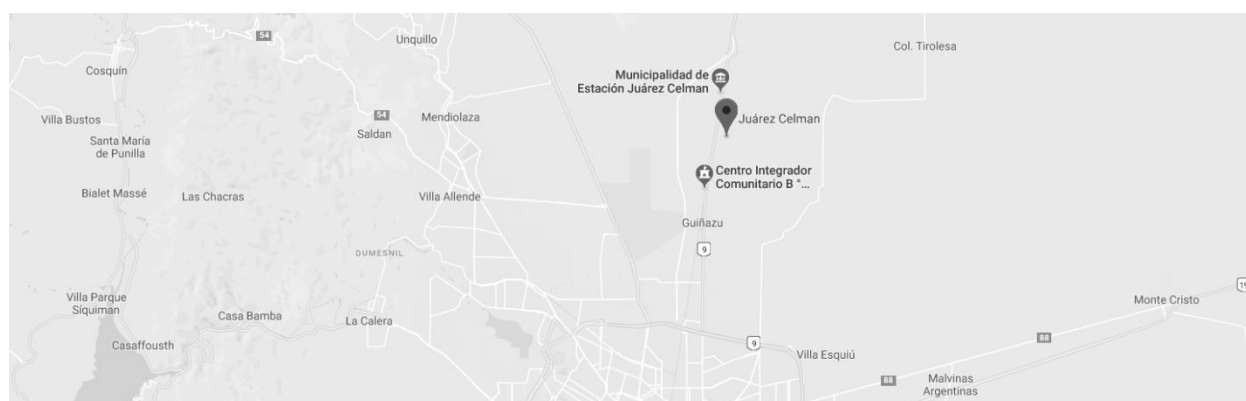 54
Unquillo
Col. Tirolesa
Cosquín
Municipalidad de
Estación Juárez Celman
Villa Bustos
54
Saldan
Mendiolaza
Juárez Celman
Santa María
de Punilla
Centro Integrador
Comunitario B °...
Bialet Massé
Las Chacras
Villa Allende
Guiñazu
9
DUMESNIL
19
Villa Parque
Síquiman
Casa Bamba
La Calera
Monte Cristo
88
Casaffousth
9
Villa Esquiú
88
Malvinas
Argentinas